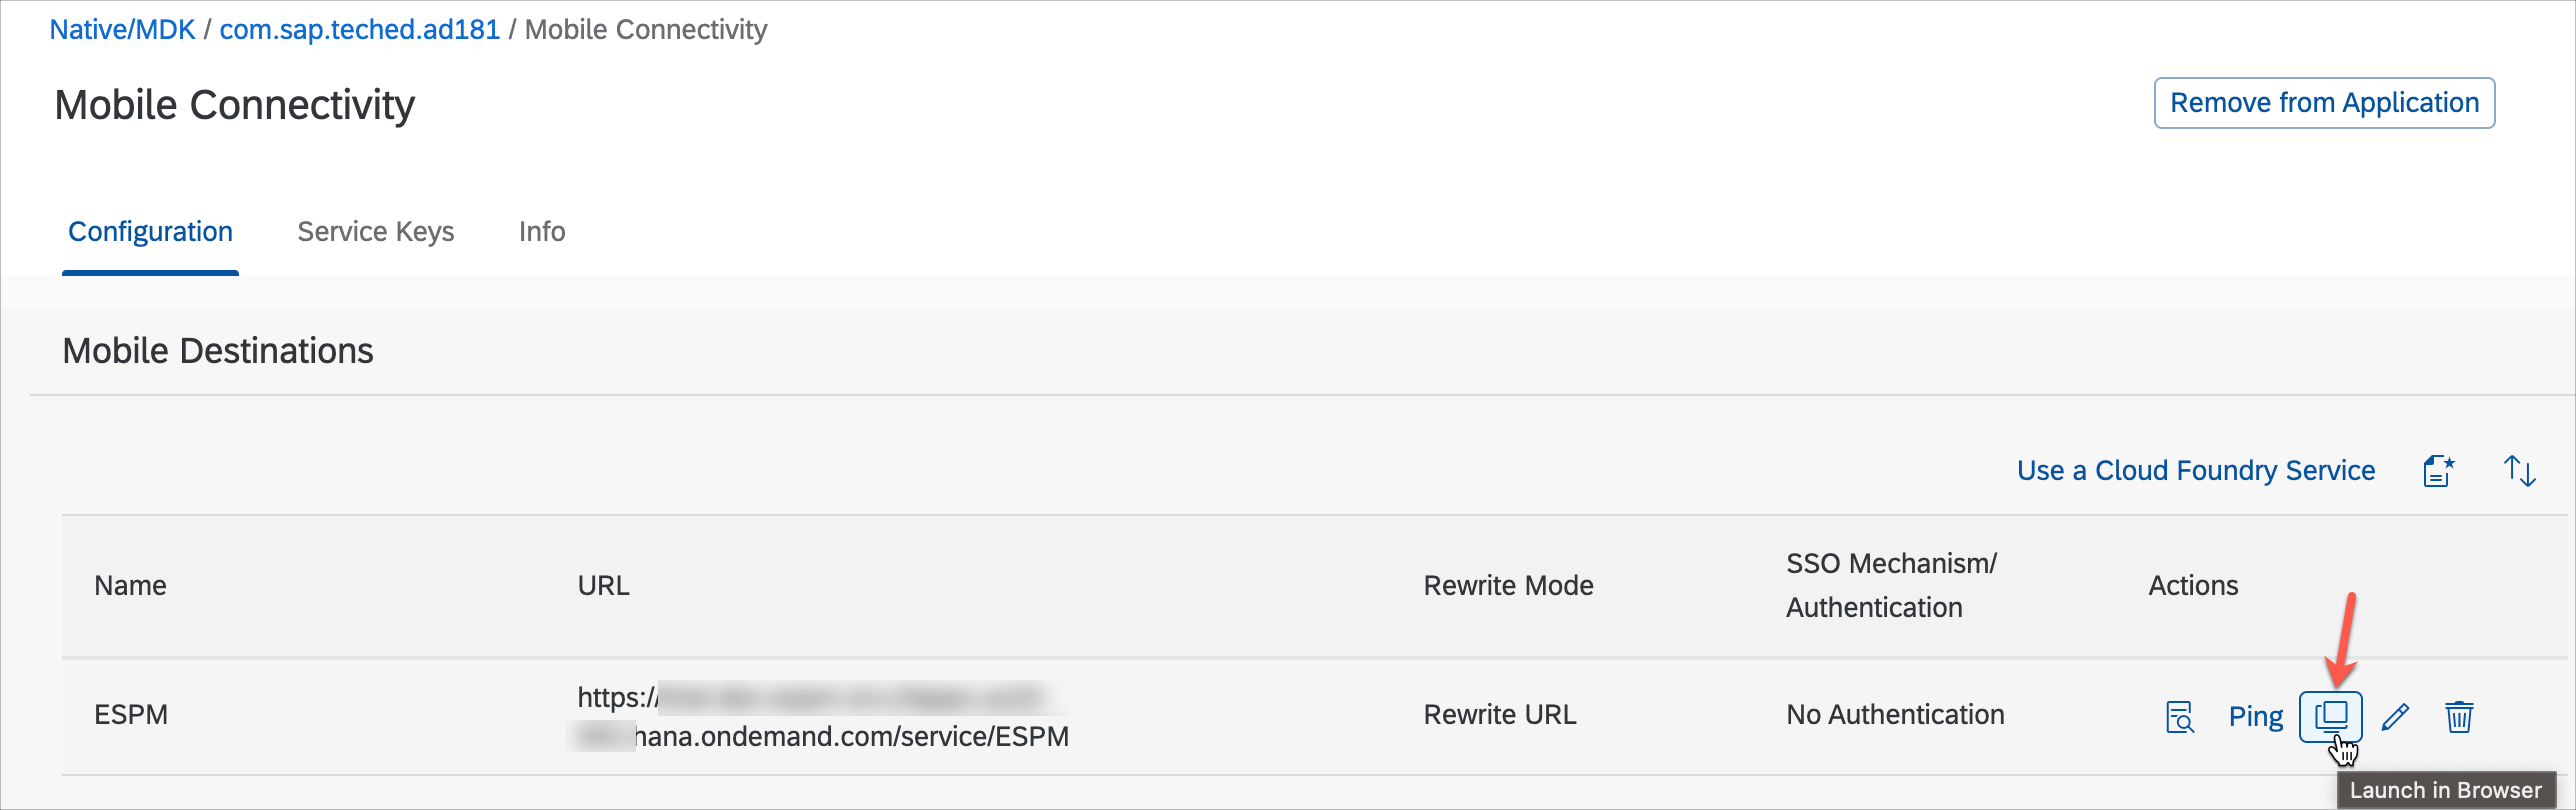 Native/MDK / com.sap.teched.ad181 / Mobile Connectivity
Mobile Connectivity
Remove from Application
Configuration Service Keys Info
Mobile Destinations
Use a Cloud Foundry Service
Name URL Rewrite Mode SSO Mechanism/ Authentication Actions
ESPM https:// hana.ondemand.com/service/ESPM Rewrite URL No Authentication Ping
Launch in Browser